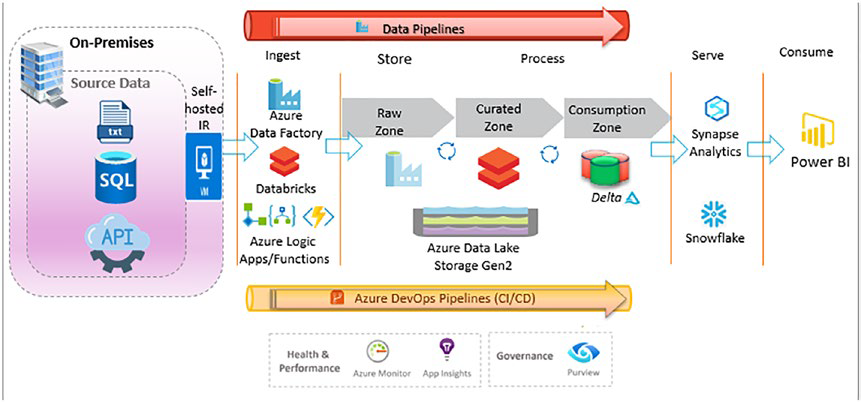 Data Pipelines
On-Premises
Source Data
txt
SQL
API
Self-
hosted
IR
VM
Ingest
Store
Process
Serve
Consume
Azure
Data Factory
Databricks
Azure Logic
Apps/Functions
Raw
Zone
Curated
Zone
Consumption
Zone
Delta
Azure Data Lake
Storage Gen2
Synapse
Analytics
Snowflake
Power BI
Azure DevOps Pipelines (CI/CD)
Health &
Performance
Azure Monitor
App Insights
Governance
Purview